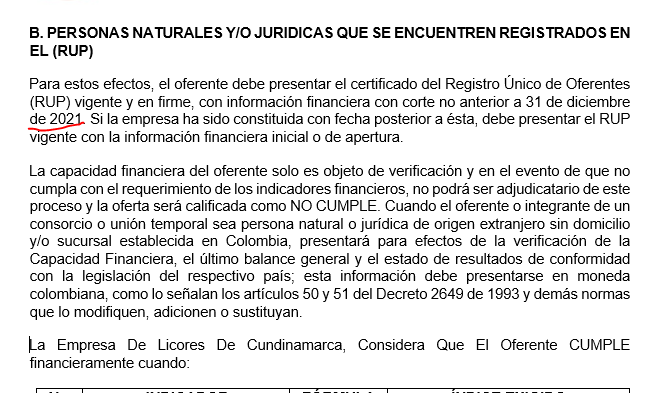 B. PERSONAS NATURALES Y/O JURIDICAS QUE SE ENCUENTREN REGISTRADOS EN
EL (RUP)
Para estos efectos, el oferente debe presentar el certificado del Registro Único de Oferentes
(RUP) vigente y en firme, con información financiera con corte no anterior a 31 de diciembre
de 2021. Si la empresa ha sido constituida con fecha posterior a ésta, debe presentar el RUP
vigente con la información financiera inicial o de apertura.
La capacidad financiera del oferente solo es objeto de verificación y en el evento de que no
cumpla con el requerimiento de los indicadores financieros, no podrá ser adjudicatario de este
proceso y la oferta será calificada como NO CUMPLE. Cuando el oferente o integrante de un
consorcio o unión temporal sea persona natural o jurídica de origen extranjero sin domicilio
y/o sucursal establecida en Colombia, presentará para efectos de la verificación de la
Capacidad Financiera, el último balance general y el estado de resultados de conformidad
con la legislación del respectivo país; esta información debe presentarse en moneda
colombiana, como lo señalan los artículos 50 y 51 del Decreto 2649 de 1993 y demás normas
que lo modifiquen, adicionen o sustituyan.
La Empresa De Licores De Cundinamarca, Considera Que El Oferente CUMPLE
financieramente cuando: